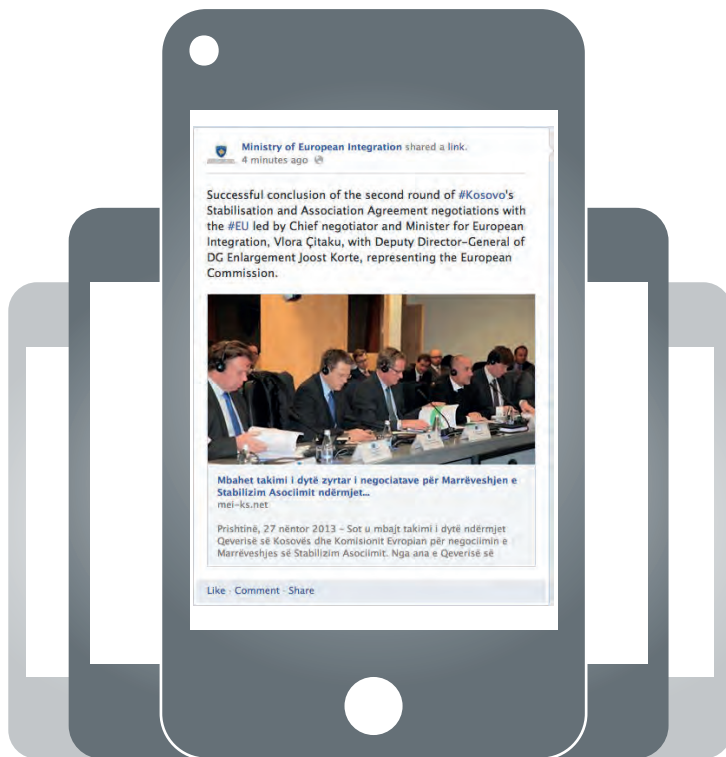 Ministry of European Integration shared a link.
4 minutes ago
Successful conclusion of the second round of #Kosovo's
Stabilisation and Association Agreement negotiations with
the #EU led by Chief negotiator and Minister for European
Integration, Vlora Çitaku, with Deputy Director-General of
DG Enlargement Joost Korte, representing the European
Commission.
Mbahet takimi i dytë zyrtar i negociatave për Marrëveshjen e
Stabilizim Asociimit ndërmjet...
mei-ks.net
Prishtinë, 27 nëntor 2013 – Sot u mbajt takimi i dytë ndërmjet
Qeverisë së Kosovës dhe Komisionit Evropian për negociimin e
Marrëveshjes së Stabilizim Asociimit. Nga ana e Qeverisë së
Like · Comment · Share